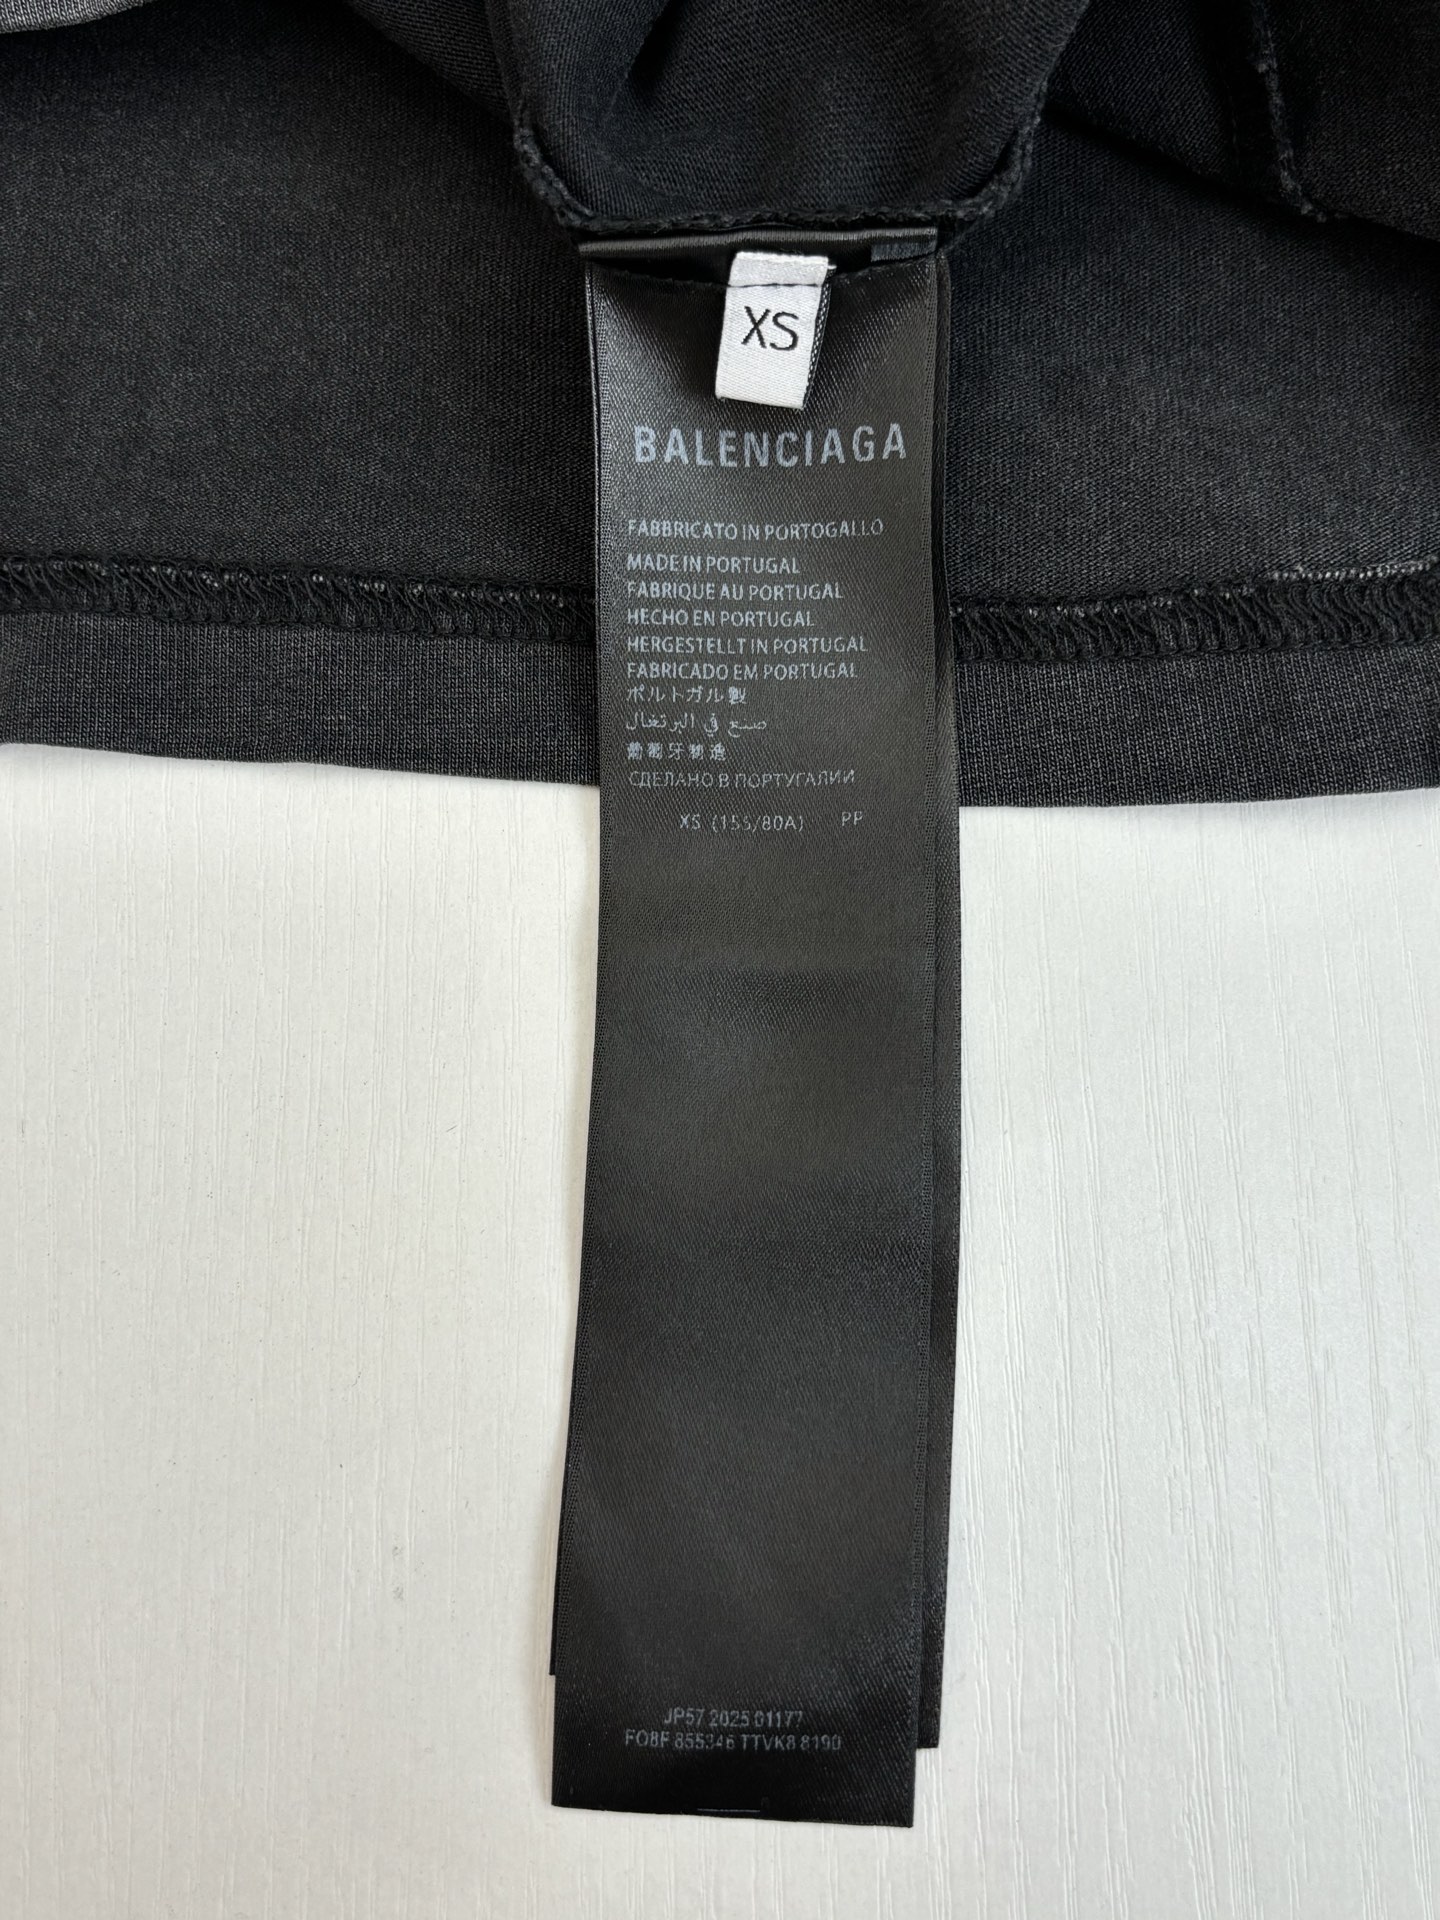 XS
BALENCIAGA
FABBRICATO IN PORTOGALLO
MADE IN PORTUGAL
FABRIQUE AU PORTUGAL
HECHO EN PORTUGAL
HERGESTELLT IN PORTUGAL
FABRICADO EM PORTUGAL
ポルトガル製
صنع في البرتغال
葡萄牙制造
СДЕЛАНО В ПОРТУГАЛИИ
XS (155/80A) PP
JP57 2025 01177
FO8F 855346 TTVK8 8190